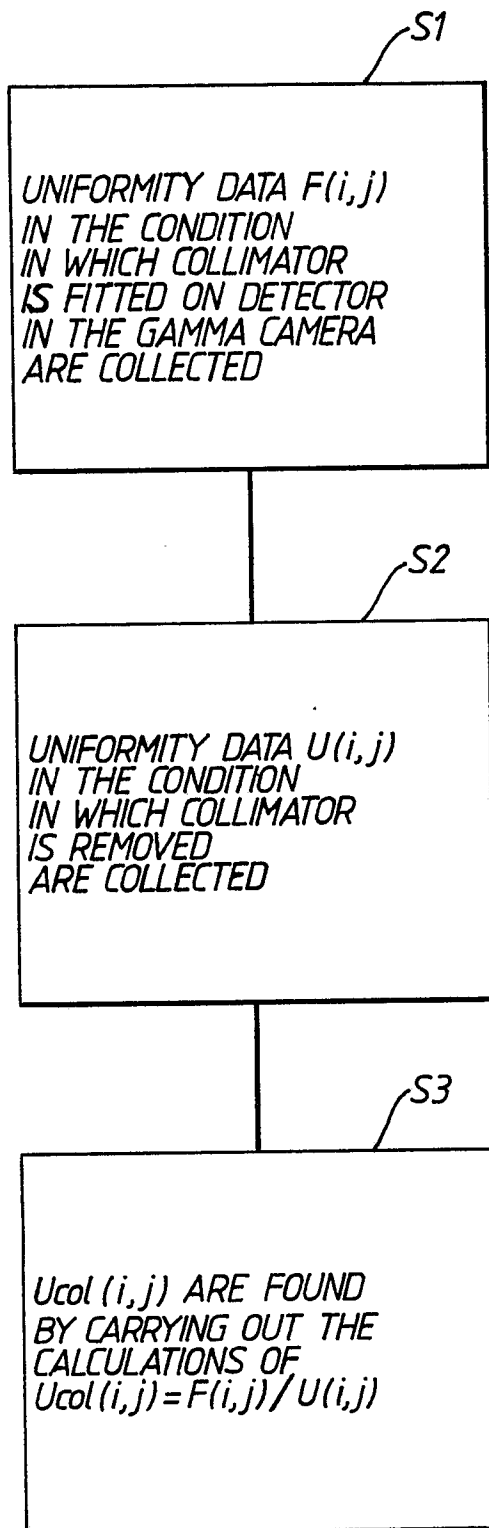 S1
UNIFORMITY DATA F(i,j)
IN THE CONDITION
IN WHICH COLLIMATOR
IS FITTED ON DETECTOR
IN THE GAMMA CAMERA
ARE COLLECTED
S2
UNIFORMITY DATA U(i,j)
IN THE CONDITION
IN WHICH COLLIMATOR
IS REMOVED
ARE COLLECTED
S3
Ucol(i,j) ARE FOUND
BY CARRYING OUT THE
CALCULATIONS OF
Ucol(i,j)=F(i,j)/U(i,j)